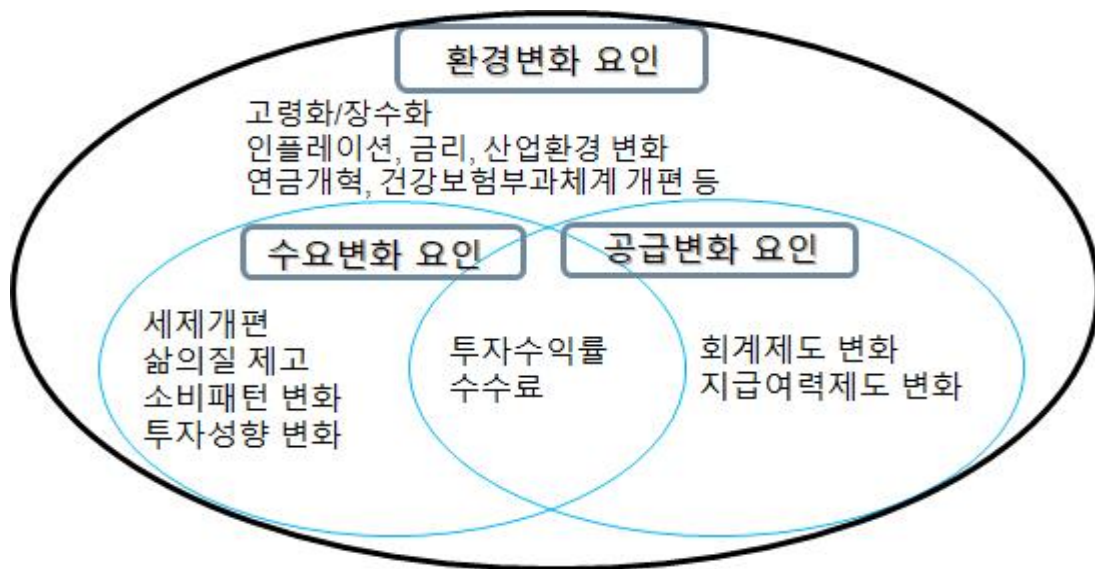 환경변화 요인
고령화/장수화
인플레이션, 금리, 산업환경 변화
연금개혁, 건강보험부과체계 개편 등
수요변화 요인
공급변화 요인
세제개편
삶의질 제고
소비패턴 변화
투자성향 변화
투자수익률
수수료
회계제도 변화
지급여력제도 변화